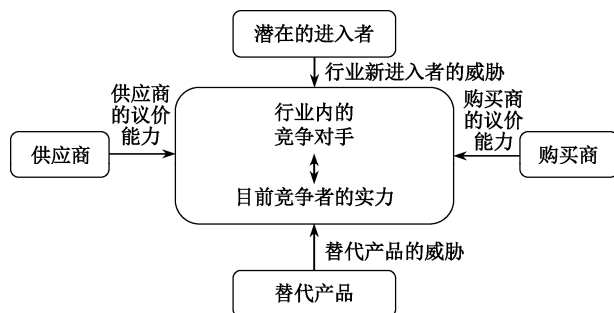 潜在的进入者
行业新进入者的威胁
供应商
的议价
能力
供应商
行业内的
竞争对手
目前竞争者的实力
购买商
的议价
能力
购买商
替代产品的威胁
替代产品